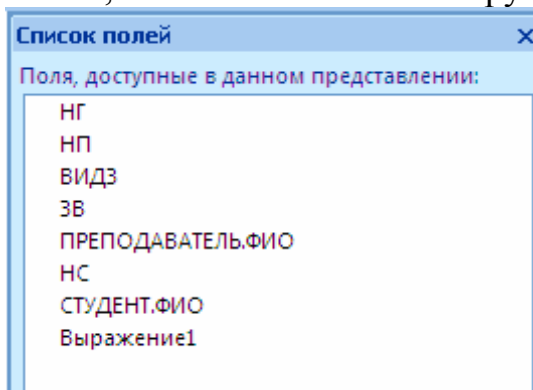 Список полей
Поля, доступные в данном представлении:
НГ
НП
ВИДЗ
ЗВ
ПРЕПОДАВАТЕЛЬ.ФИО
НС
СТУДЕНТ.ФИО
Выражение1